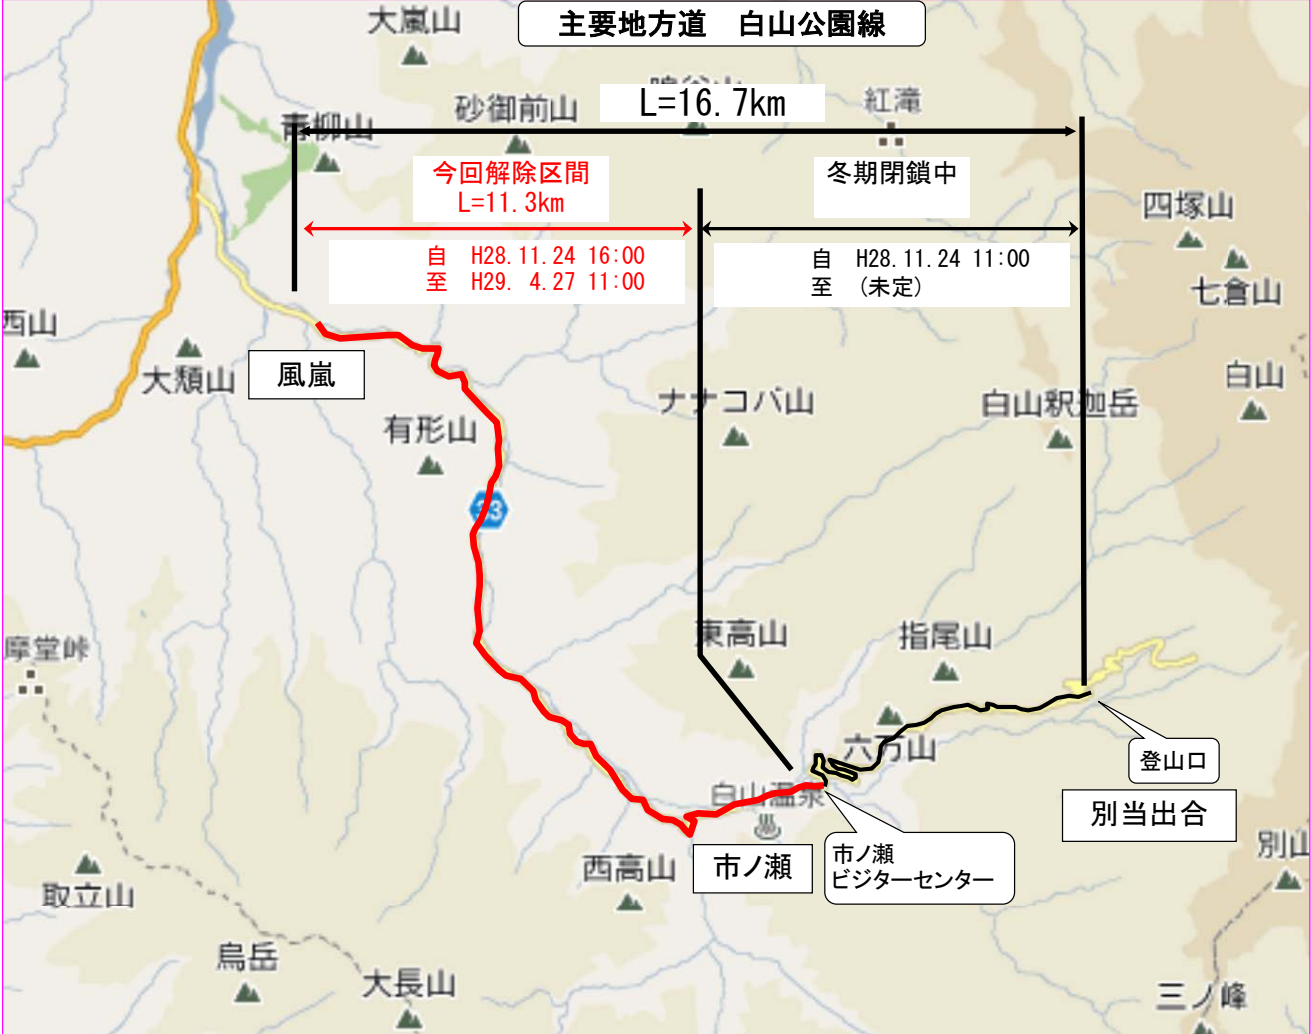 主要地方道　白山公園線
大嵐山
L=16.7km
砂御前山
紅滝
青柳山
今回解除区間
L=11.3km
冬期閉鎖中
四塚山
自　H28.11.24 16:00
至　H29. 4.27 11:00
自　H28.11.24 11:00
至　(未定)
七倉山
西山
大頽山
風嵐
ナナコバ山
白山釈迦岳
白山
有形山
33
東高山
指尾山
摩堂峠
六万山
登山口
白山温泉
別当出合
市ノ瀬
市ノ瀬
ビジターセンター
西高山
別山
取立山
烏岳
大長山
三ノ峰